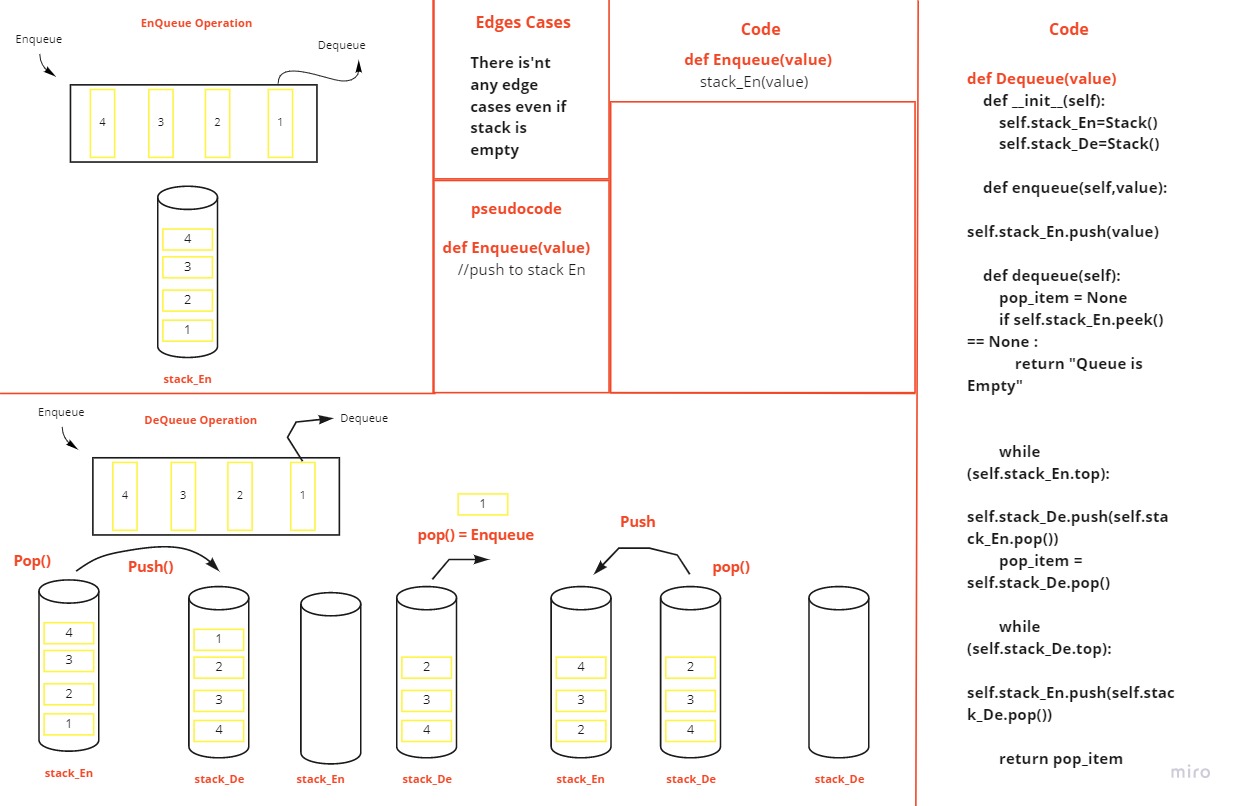 EnQueue Operation
Enqueue
Dequeue
4
3
2
1
4
3
2
1
stack_En
Edges Cases
There is'nt
any edge
cases even if
stack is
empty
pseudocode
def Enqueue(value)
//push to stack En
Code
def Enqueue(value)
stack_En(value)
DeQueue Operation
Enqueue
Dequeue
4
3
2
1
Pop()
Push()
4
3
2
1
stack_En
1
2
3
4
stack_De
stack_En
1
pop() = Enqueue
2
3
4
stack_De
Push
pop()
4
3
2
stack_En
2
3
4
stack_De
stack_De
Code
def Dequeue(value)
def __init__(self):
self.stack_En=Stack()
self.stack_De=Stack()
def enqueue(self,value):
self.stack_En.push(value)
def dequeue(self):
pop_item = None
if self.stack_En.peek()
== None :
return "Queue is
Empty"
while
(self.stack_En.top):
self.stack_De.push(self.sta
ck_En.pop())
pop_item =
self.stack_De.pop()
while
(self.stack_De.top):
self.stack_En.push(self.stac
k_De.pop())
return pop_item
miro